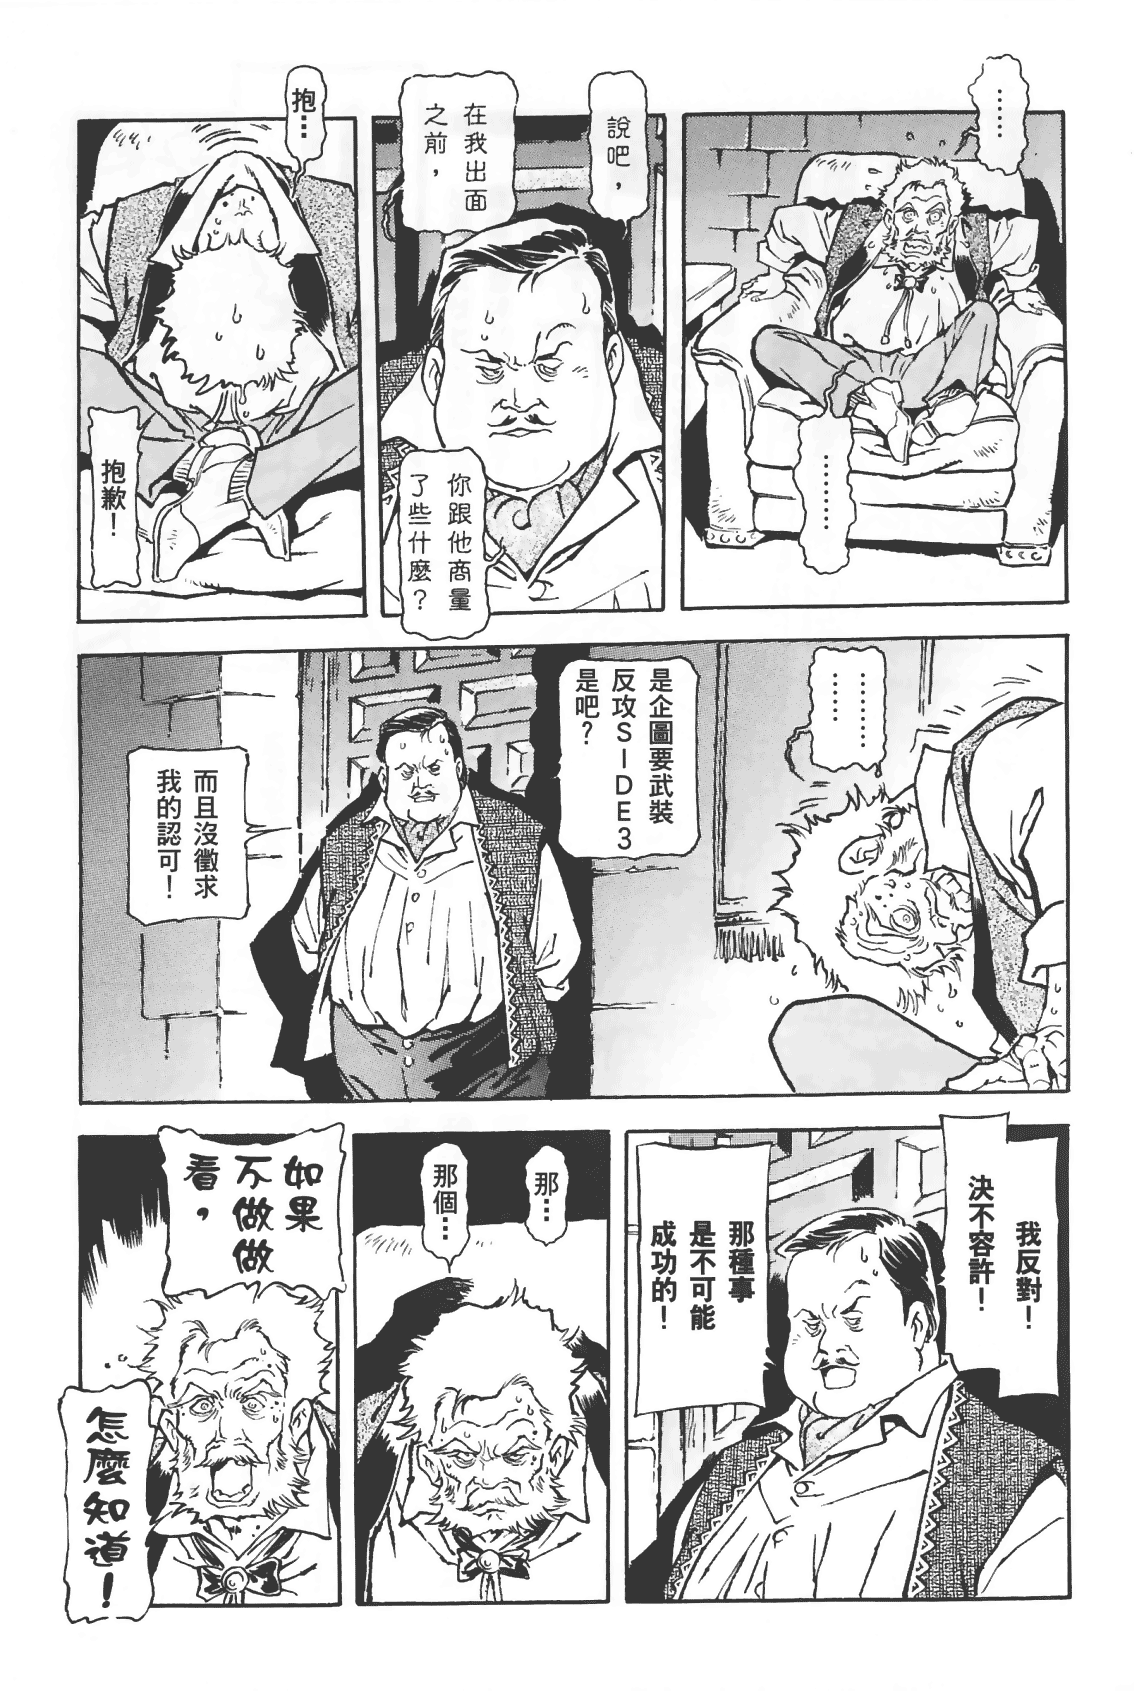 ……
……
說吧，
在我出面
之前，
你跟他商量
了些什麼？
抱…
抱歉！
……
是企圖要武裝
反攻SIDE3
是吧？
而且沒徵求
我的認可！
我反對！
決不容許！
那種事
是不可能
成功的！
那…
那個…
如果
不做做
看，
怎麼知道！